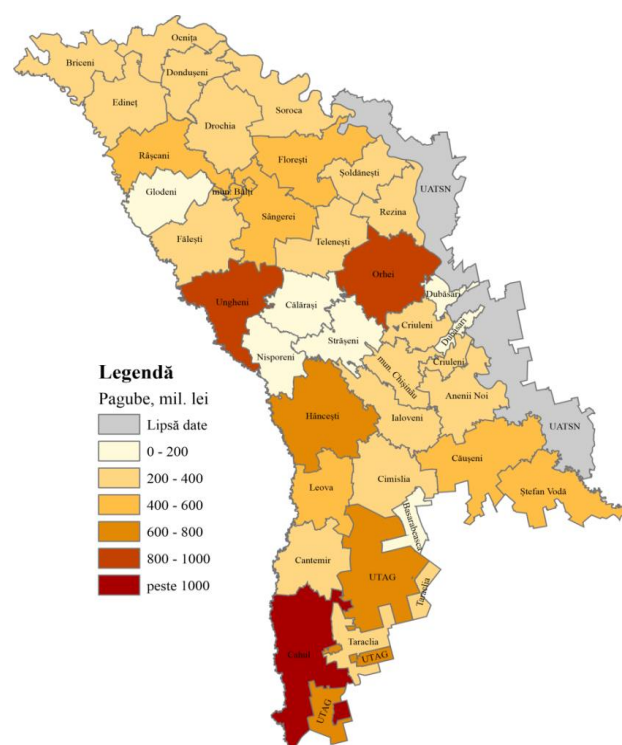 Ocnița
Briceni
Dondușeni
Edineț
Soroca
Drochia
Râșcani
Florești
Șoldănești
UATSN
Glodeni
mun. Bălți
Sângerei
Rezina
Fălești
Telenești
Orhei
Ungheni
Călărași
Dubăsari
Criuleni
Dubăsari
Strășeni
Nisporeni
mun. Chișinău
Criuleni
Anenii Noi
Hâncești
Ialoveni
UATSN
Căușeni
Cimișlia
Leova
Ștefan Vodă
Basarabeasca
Cantemir
UTAG
Taraclia
Taraclia
Cahul
UTAG
UTAG
Legendă
Pagube, mil. lei
Lipsă date
0 - 200
200 - 400
400 - 600
600 - 800
800 - 1000
peste 1000